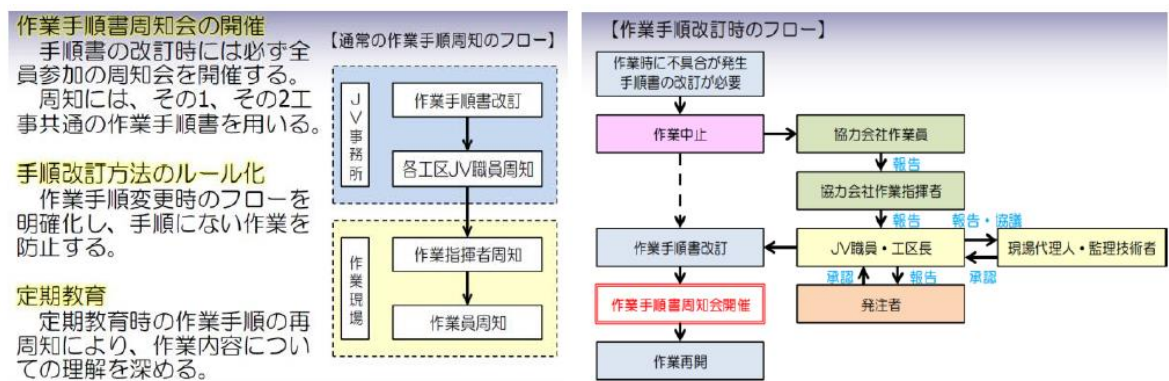 作業手順書周知会の開催
手順書の改訂時には必ず全
員参加の周知会を開催する。
周知には、その1、その2工
事共通の作業手順書を用いる。
手順改訂方法のルール化
作業手順変更時のフローを
明確化し、手順にない作業を
防止する。
定期教育
定期教育時の作業手順の再
周知により、作業内容につい
ての理解を深める。
【通常の作業手順周知のフロー】
JV事務所
作業手順書改訂
各工区JV職員周知
作業現場
作業指揮者周知
作業員周知
【作業手順改訂時のフロー】
作業時に不具合が発生
手順書の改訂が必要
作業中止
協力会社作業員
報告
協力会社作業指揮者
報告
報告・協議
作業手順書改訂
JV職員・工区長
現場代理人・監理技術者
承認
報告
承認
作業手順書周知会開催
発注者
作業再開